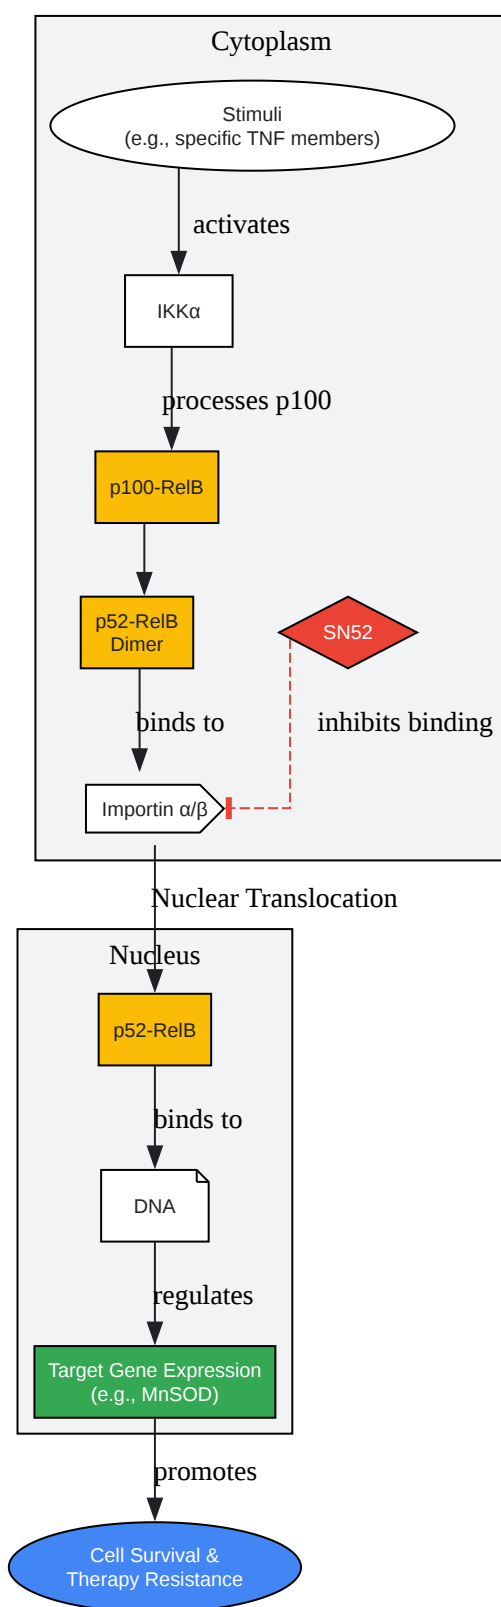 Cytoplasm
Stimuli
(e.g., specific TNF members)
activates
IKKα
processes p100
p100-RelB
p52-RelB
Dimer
SN52
binds to
inhibits binding
Importin α/β
Nuclear Translocation
Nucleus
p52-RelB
binds to
DNA
regulates
Target Gene Expression
(e.g., MnSOD)
promotes
Cell Survival &
Therapy Resistance